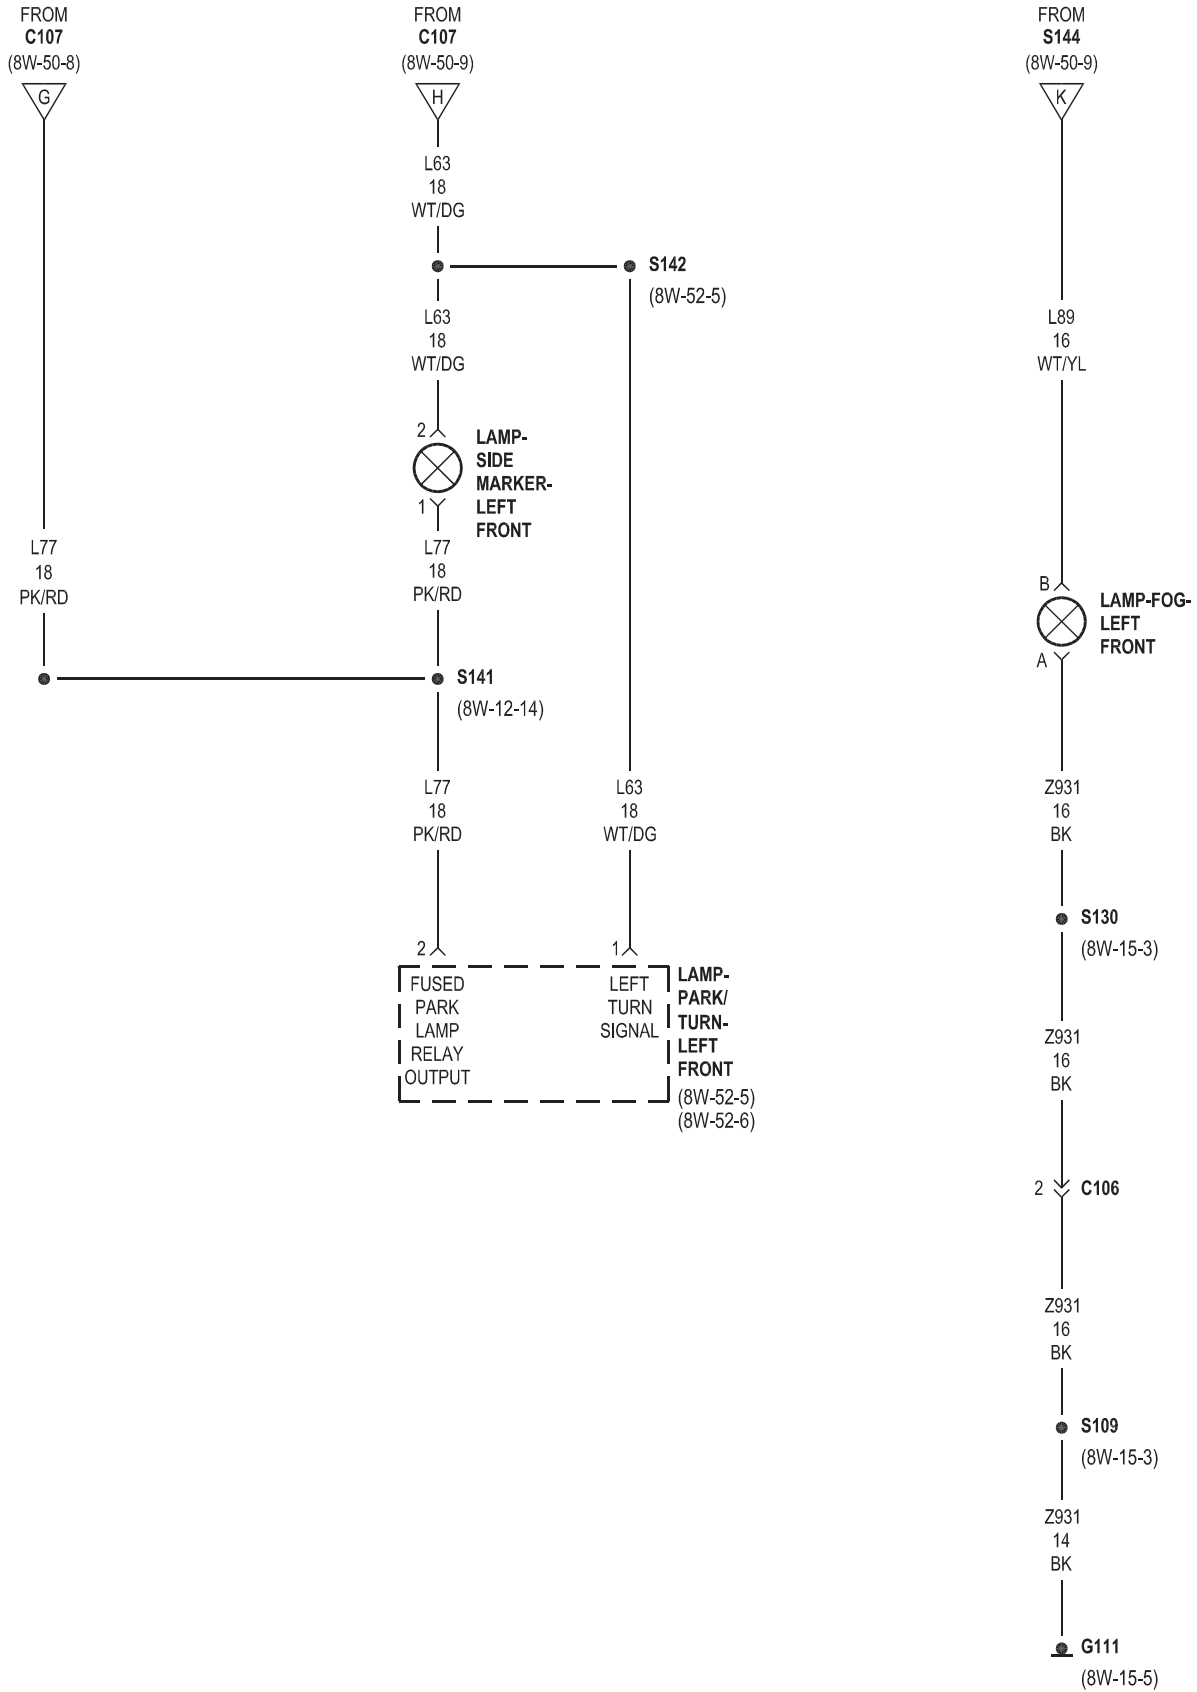 FROM
C107
(8W-50-8)
G
L77
18
PK/RD
FROM
C107
(8W-50-9)
H
L63
18
WT/DG
S142
(8W-52-5)
L63
18
WT/DG
2
LAMP-
SIDE
MARKER-
LEFT
FRONT
1
L77
18
PK/RD
S141
(8W-12-14)
L77
18
PK/RD
L63
18
WT/DG
2
1
FUSED
PARK
LAMP
RELAY
OUTPUT
LEFT
TURN
SIGNAL
LAMP-
PARK/
TURN-
LEFT
FRONT
(8W-52-5)
(8W-52-6)
FROM
S144
(8W-50-9)
K
L89
16
WT/YL
B
LAMP-FOG-
LEFT
FRONT
A
Z931
16
BK
S130
(8W-15-3)
Z931
16
BK
2
C106
Z931
16
BK
S109
(8W-15-3)
Z931
14
BK
G111
(8W-15-5)